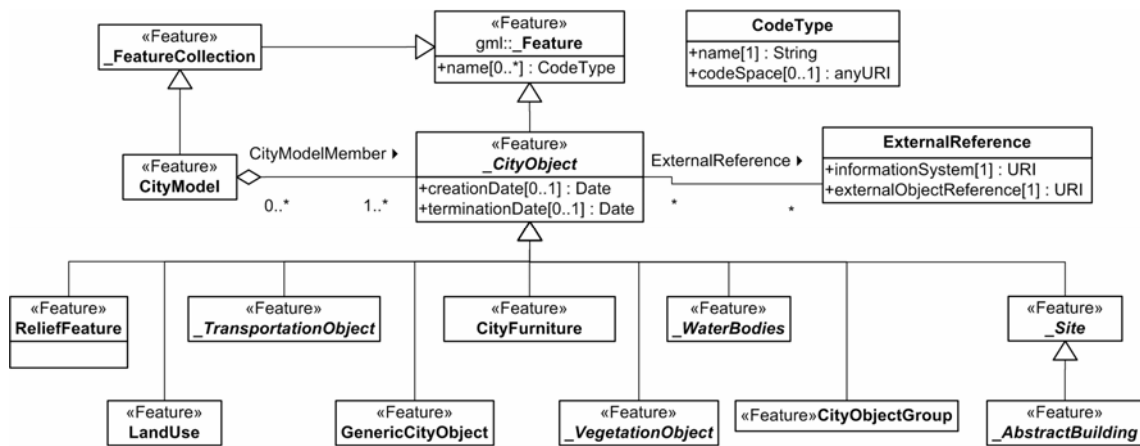 «Feature»
_FeatureCollection
«Feature»
gml::_Feature
+name[0..*] : CodeType
CodeType
+name[1] : String
+codeSpace[0..1] : anyURI
«Feature»
CityModel
CityModelMember
0..*
1..*
«Feature»
_CityObject
+creationDate[0..1] : Date
+terminationDate[0..1] : Date
ExternalReference
*
*
ExternalReference
+informationSystem[1] : URI
+externalObjectReference[1] : URI
«Feature»
ReliefFeature
«Feature»
_TransportationObject
«Feature»
CityFurniture
«Feature»
_WaterBodies
«Feature»
_Site
«Feature»
LandUse
«Feature»
GenericCityObject
«Feature»
_VegetationObject
«Feature»CityObjectGroup
«Feature»
_AbstractBuilding